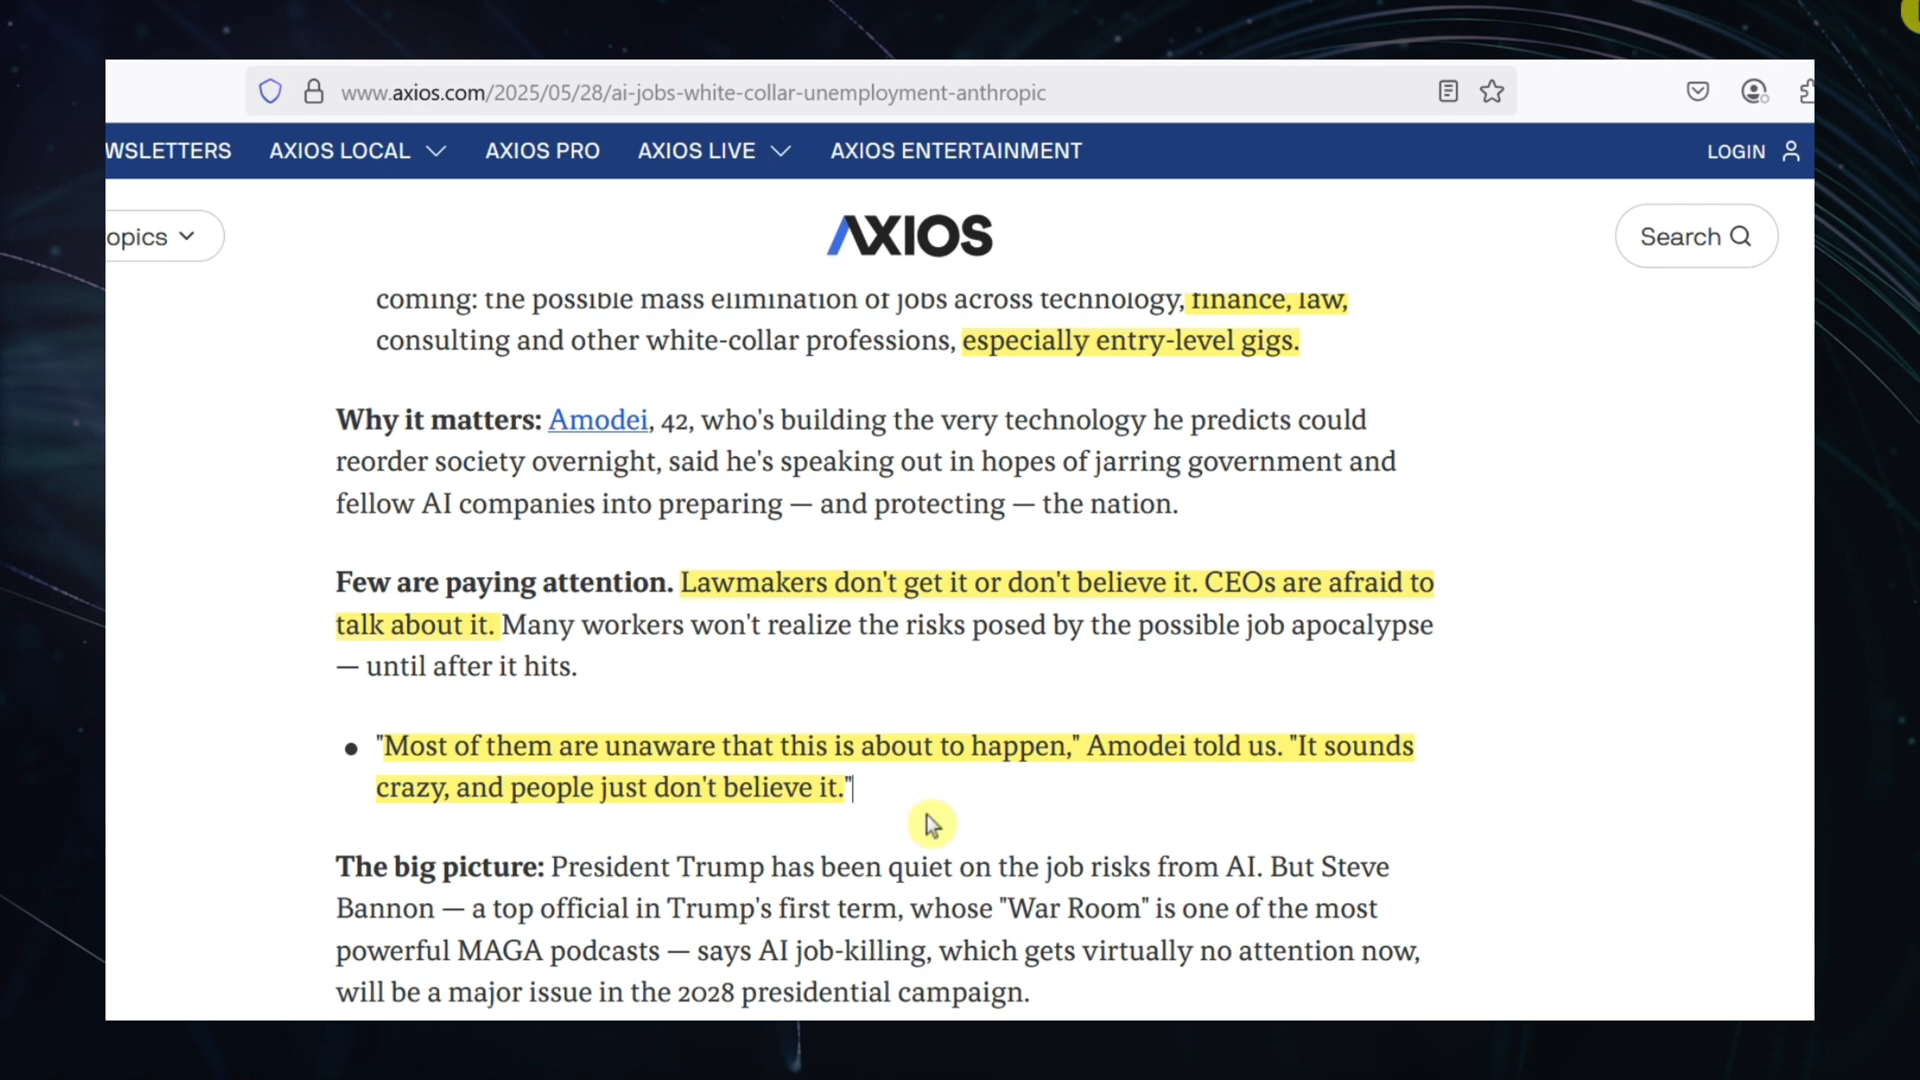 www.axios.com/2025/05/28/ai-jobs-white-collar-unemployment-anthropic
WSLETTERS AXIOS LOCAL AXIOS PRO AXIOS LIVE AXIOS ENTERTAINMENT LOGIN
opics AXIOS Search
coming: the possible mass elimination of jobs across technology, finance, law,
consulting and other white-collar professions, especially entry-level gigs.
Why it matters: Amodei, 42, who's building the very technology he predicts could
reorder society overnight, said he's speaking out in hopes of jarring government and
fellow AI companies into preparing — and protecting — the nation.
Few are paying attention. Lawmakers don't get it or don't believe it. CEOs are afraid to
talk about it. Many workers won't realize the risks posed by the possible job apocalypse
— until after it hits.
• "Most of them are unaware that this is about to happen," Amodei told us. "It sounds
crazy, and people just don't believe it."
The big picture: President Trump has been quiet on the job risks from AI. But Steve
Bannon — a top official in Trump's first term, whose "War Room" is one of the most
powerful MAGA podcasts — says AI job-killing, which gets virtually no attention now,
will be a major issue in the 2028 presidential campaign.